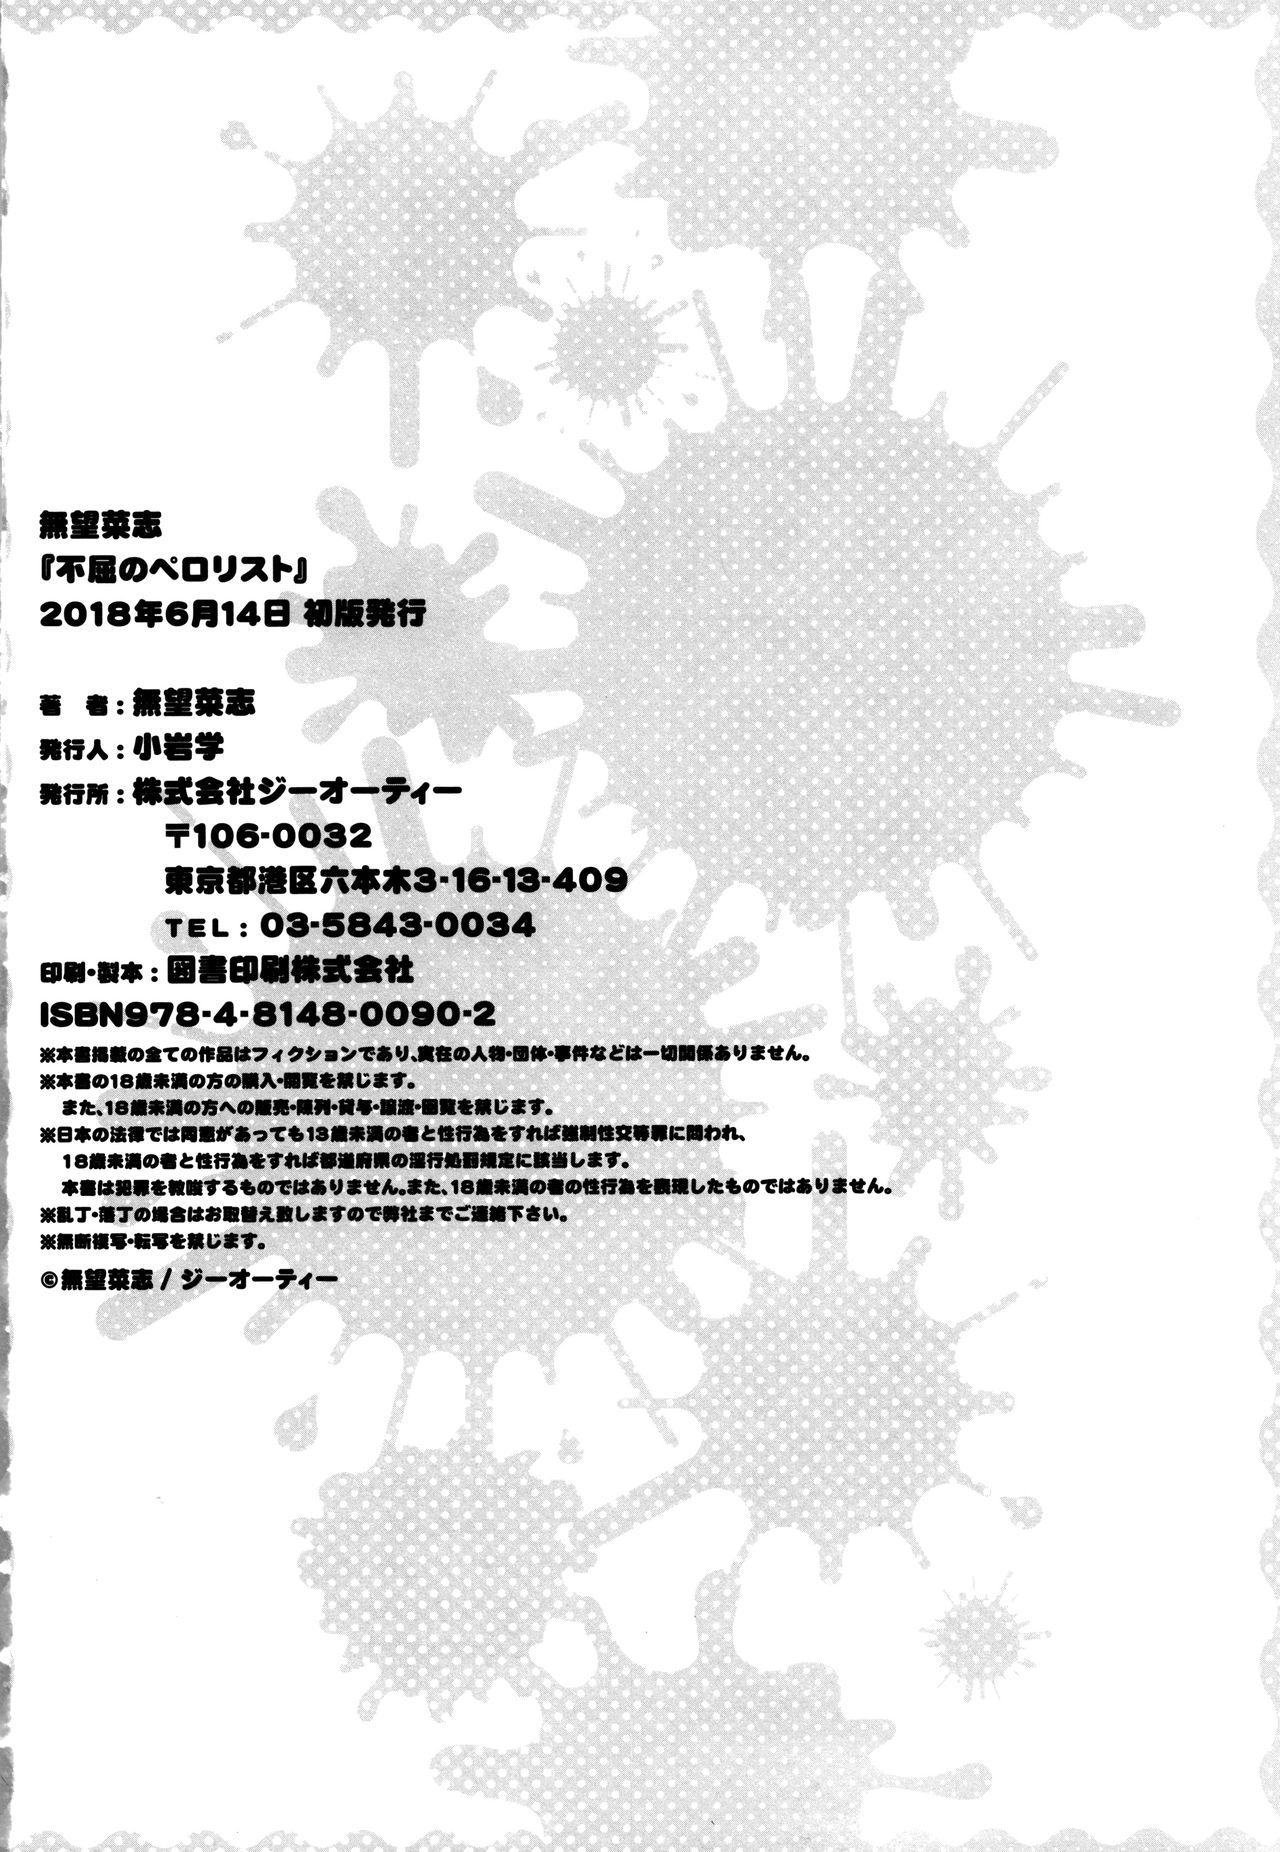 無望菜志
『不屈のペロリスト』
2018年6月14日 初版発行
著　者：無望菜志
発行人：小岩学
発行所：株式会社ジーオーティー
〒106-0032
東京都港区六本木3-16-13-409
TEL：03-5843-0034
印刷・製本：図書印刷株式会社
ISBN978-4-8148-0090-2
※本書掲載の全ての作品はフィクションであり、実在の人物・団体・事件などは一切関係ありません。
※本書の18歳未満の方の購入・閲覧を禁じます。
また、18歳未満の方への販売・陳列・貸与・譲渡・回覧を禁じます。
※日本の法律では同意があっても13歳未満の者と性行為をすれば強制性交等罪に問われ、
18歳未満の者と性行為をすれば都道府県の淫行処罰規定に該当します。
本書は犯罪を教唆するものではありません。また、18歳未満の者の性行為を表現したものではありません。
※乱丁・落丁の場合はお取替え致しますので弊社までご連絡下さい。
※無断複写・転写を禁じます。
©無望菜志 / ジーオーティー